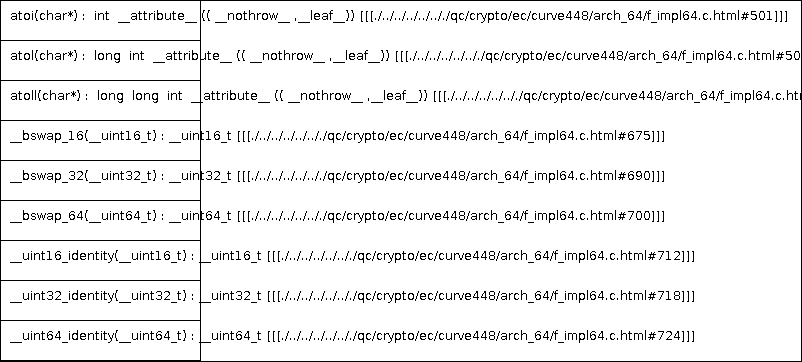 atoi(char*) : int __attribute__ (( __nothrow__ ,__leaf__)) [[[./../../../../../../qc/crypto/ec/curve448/arch_64/f_impl64.c.html#501]]]
atol(char*) : long int __attribute__ (( __nothrow__ ,__leaf__)) [[[./../../../../../../qc/crypto/ec/curve448/arch_64/f_impl64.c.html#50
atoll(char*) : long long int __attribute__ (( __nothrow__ ,__leaf__)) [[[./../../../../../../qc/crypto/ec/curve448/arch_64/f_impl64.c.ht
__bswap_16(__uint16_t) : __uint16_t [[[./../../../../../../qc/crypto/ec/curve448/arch_64/f_impl64.c.html#675]]]
__bswap_32(__uint32_t) : __uint32_t [[[./../../../../../../qc/crypto/ec/curve448/arch_64/f_impl64.c.html#690]]]
__bswap_64(__uint64_t) : __uint64_t [[[./../../../../../../qc/crypto/ec/curve448/arch_64/f_impl64.c.html#700]]]
__uint16_identity(__uint16_t) : __uint16_t [[[./../../../../../../qc/crypto/ec/curve448/arch_64/f_impl64.c.html#712]]]
__uint32_identity(__uint32_t) : __uint32_t [[[./../../../../../../qc/crypto/ec/curve448/arch_64/f_impl64.c.html#718]]]
__uint64_identity(__uint64_t) : __uint64_t [[[./../../../../../../qc/crypto/ec/curve448/arch_64/f_impl64.c.html#724]]]